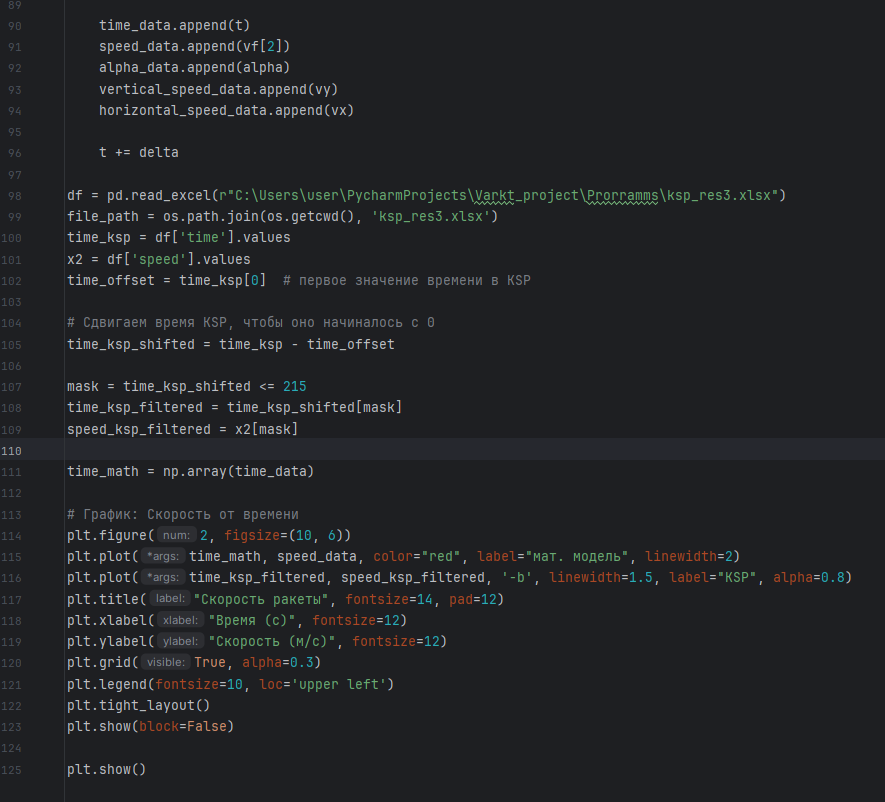 89
90 time_data.append(t)
91 speed_data.append(vf[2])
92 alpha_data.append(alpha)
93 vertical_speed_data.append(vy)
94 horizontal_speed_data.append(vx)
95
96 t += delta
97
98 df = pd.read_excel(r"C:\Users\user\PycharmProjects\Varkt_project\Prorramms\ksp_res3.xlsx")
99 file_path = os.path.join(os.getcwd(), 'ksp_res3.xlsx')
100 time_ksp = df['time'].values
101 x2 = df['speed'].values
102 time_offset = time_ksp[0]  # первое значение времени в KSP
103
104 # Сдвигаем время KSP, чтобы оно начиналось с 0
105 time_ksp_shifted = time_ksp - time_offset
106
107 mask = time_ksp_shifted <= 215
108 time_ksp_filtered = time_ksp_shifted[mask]
109 speed_ksp_filtered = x2[mask]
110
111 time_math = np.array(time_data)
112
113 # График: Скорость от времени
114 plt.figure( num: 2, figsize=(10, 6))
115 plt.plot( *args: time_math, speed_data, color="red", label="мат. модель", linewidth=2)
116 plt.plot( *args: time_ksp_filtered, speed_ksp_filtered, '-b', linewidth=1.5, label="KSP", alpha=0.8)
117 plt.title( label: "Скорость ракеты", fontsize=14, pad=12)
118 plt.xlabel( xlabel: "Время (с)", fontsize=12)
119 plt.ylabel( ylabel: "Скорость (м/с)", fontsize=12)
120 plt.grid( visible: True, alpha=0.3)
121 plt.legend(fontsize=10, loc='upper left')
122 plt.tight_layout()
123 plt.show(block=False)
124
125 plt.show()